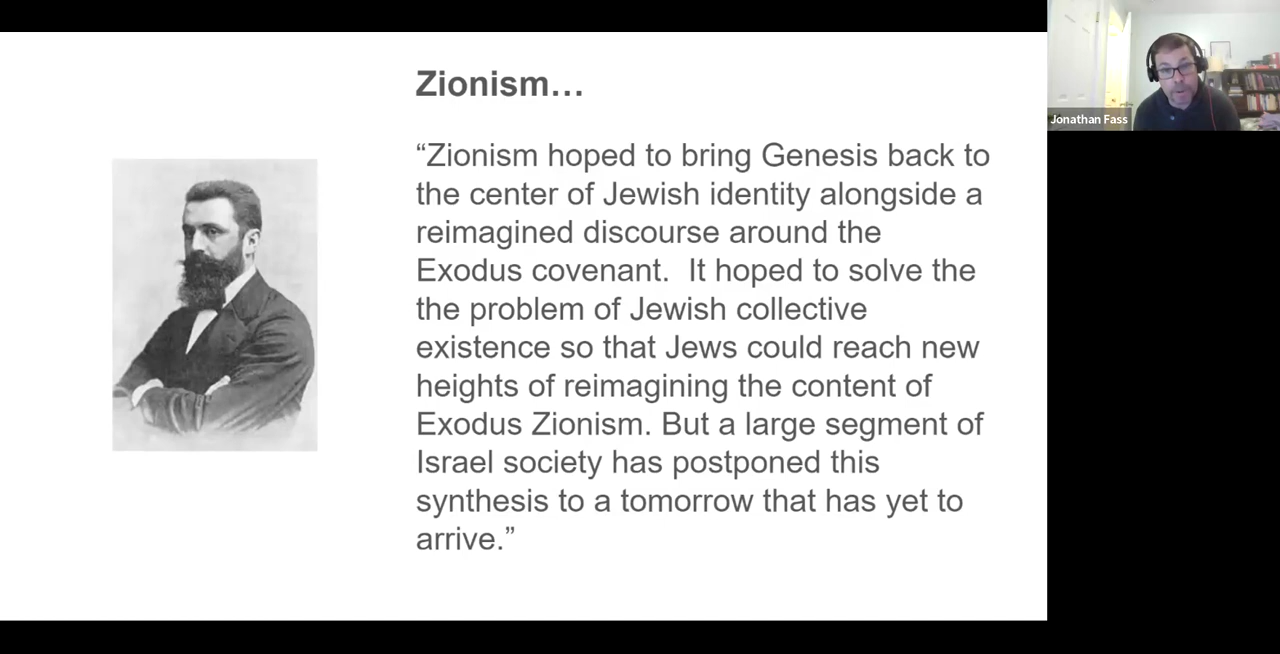 Zionism…
“Zionism hoped to bring Genesis back to
the center of Jewish identity alongside a
reimagined discourse around the
Exodus covenant.  It hoped to solve the
the problem of Jewish collective
existence so that Jews could reach new
heights of reimagining the content of
Exodus Zionism. But a large segment of
Israel society has postponed this
synthesis to a tomorrow that has yet to
arrive.”
Jonathan Fass